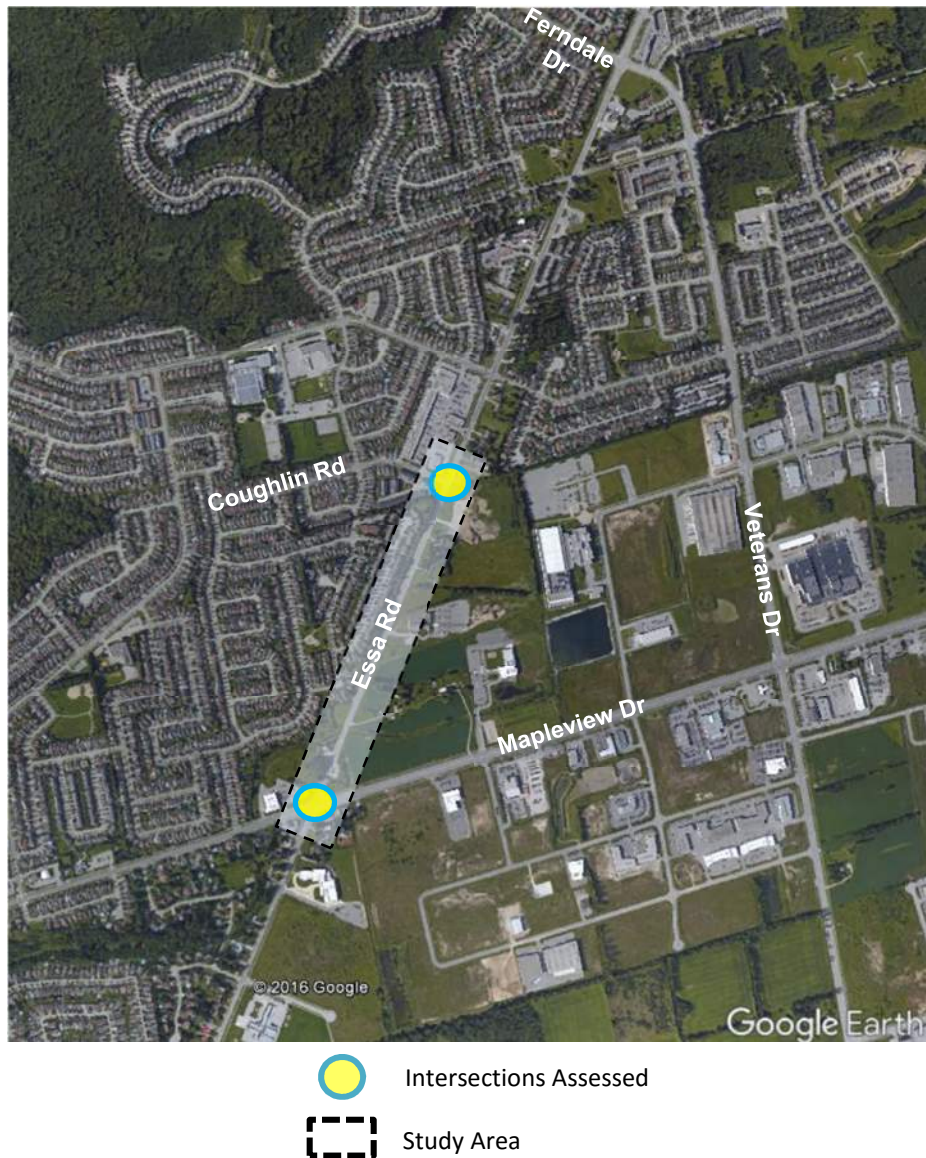 Ferndale
Dr
Coughlin Rd
Veterans Dr
Essa Rd
Mapleview Dr
© 2016 Google
Google Earth
Intersections Assessed
Study Area